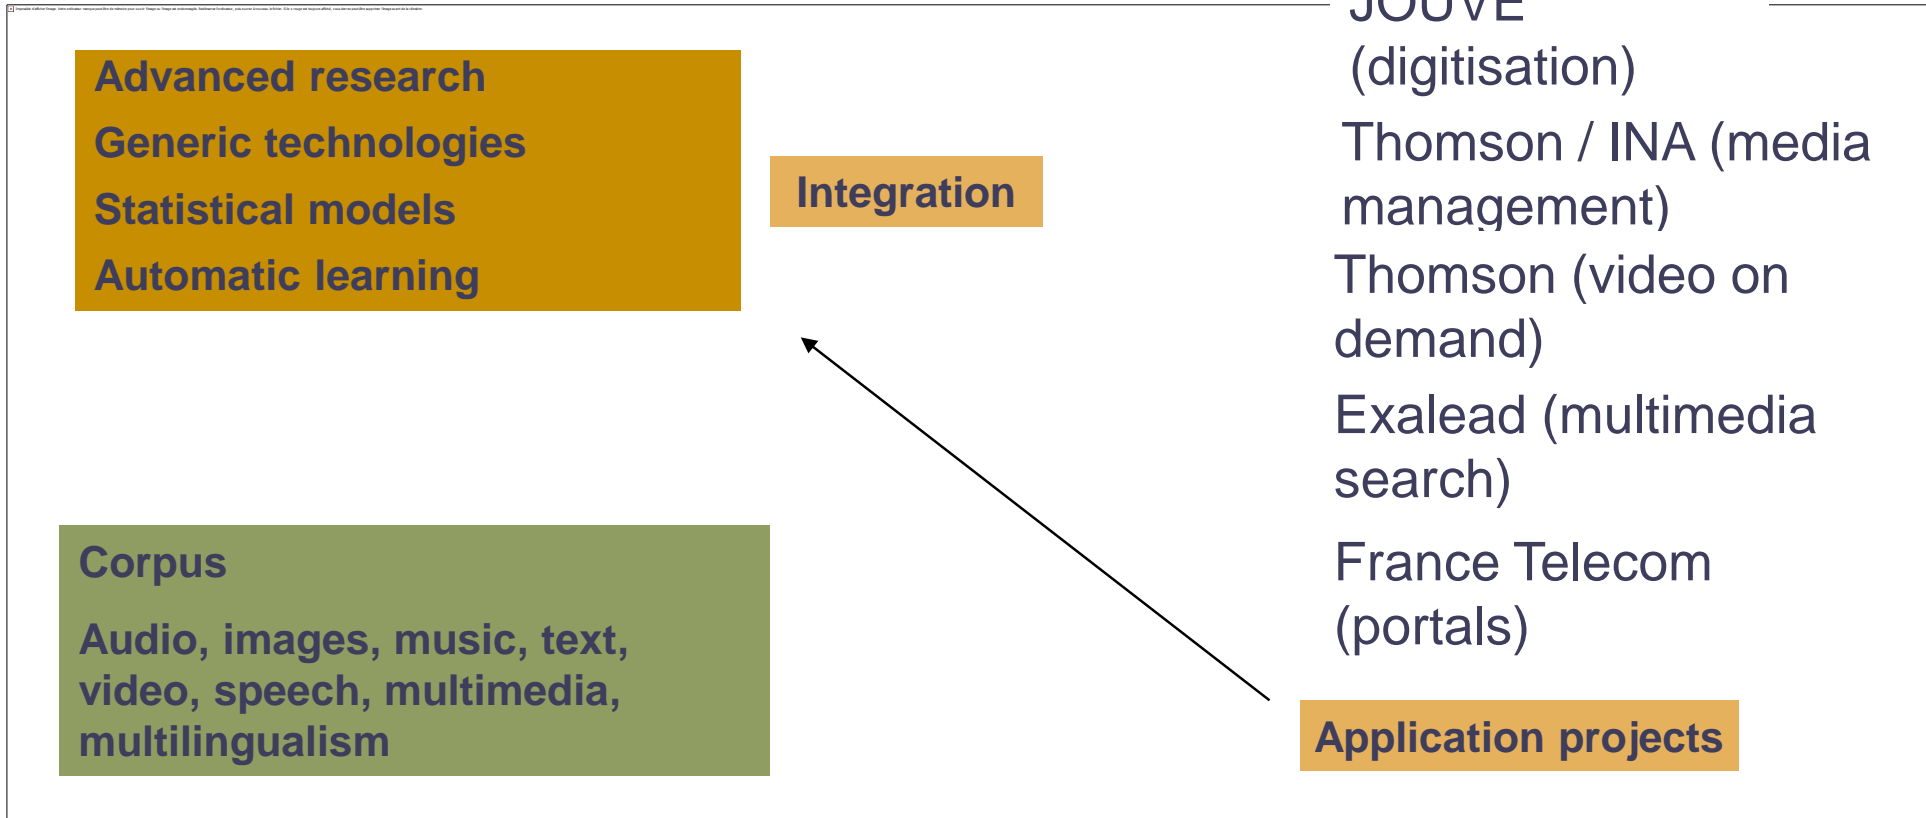 JOUVE
(digitisation)
Advanced research
Generic technologies
Statistical models
Automatic learning
Integration
Thomson / INA (media
management)
Thomson (video on
demand)
Exalead (multimedia
search)
France Telecom
(portals)
Corpus
Audio, images, music, text,
video, speech, multimedia,
multilingualism
Application projects